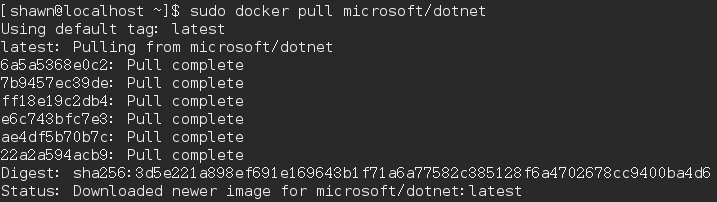 [shawn@localhost ~]$ sudo docker pull microsoft/dotnet
Using default tag: latest
latest: Pulling from microsoft/dotnet
6a5a5368e0c2: Pull complete
7b9457ec39de: Pull complete
ff18e19c2db4: Pull complete
e6c743bfc7e3: Pull complete
ae4df5b70b7c: Pull complete
22a2a594acb9: Pull complete
Digest: sha256:3d5e221a898ef691e169643b1f71a6a77582c385128f6a4702678cc9400ba4d6
Status: Downloaded newer image for microsoft/dotnet:latest